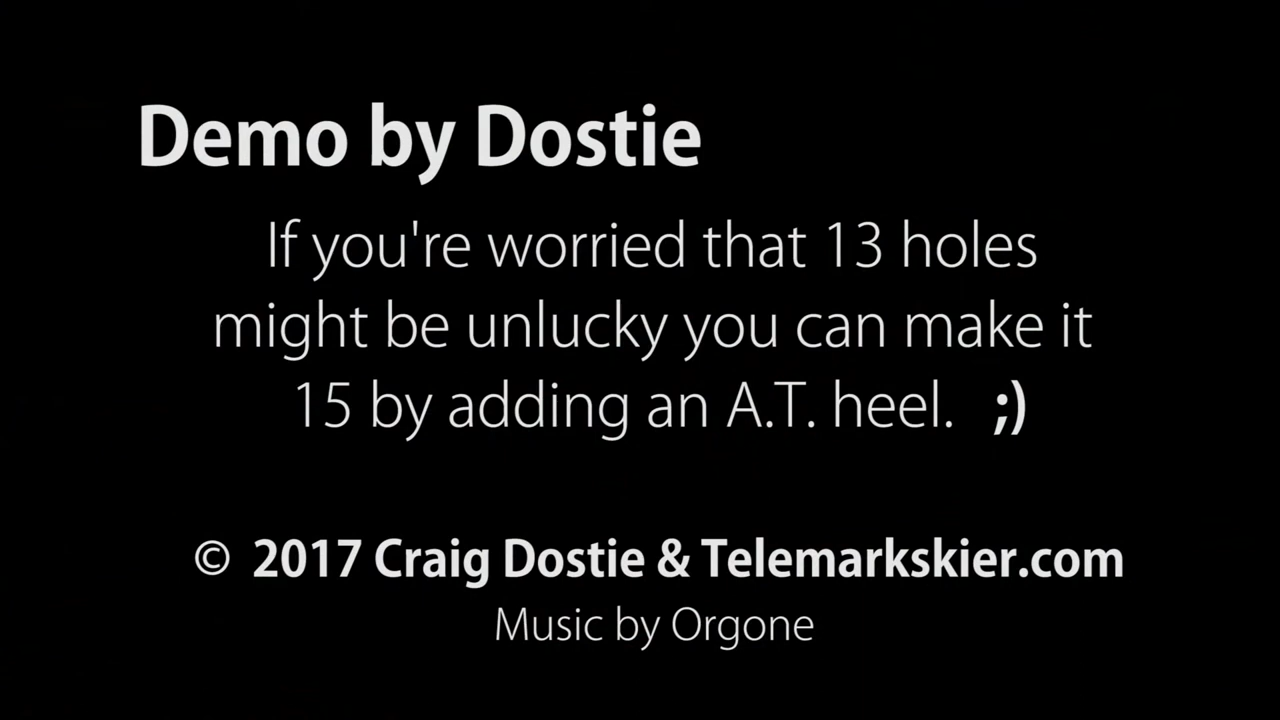 Demo by Dostie
If you're worried that 13 holes
might be unlucky you can make it
15 by adding an A.T. heel.   ;)
© 2017 Craig Dostie & Telemarkskier.com
Music by Orgone